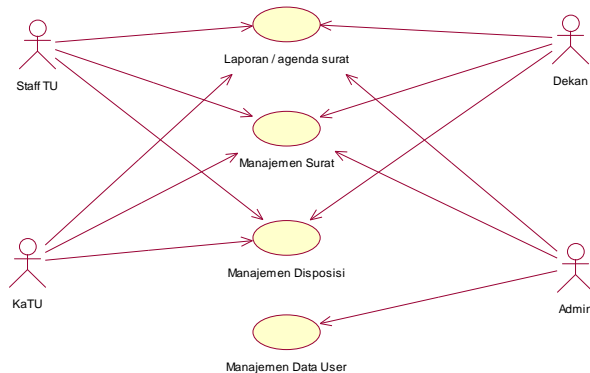 Laporan / agenda surat
Staff TU
Dekan
Manajemen Surat
Manajemen Disposisi
KaTU
Admin
Manajemen Data User